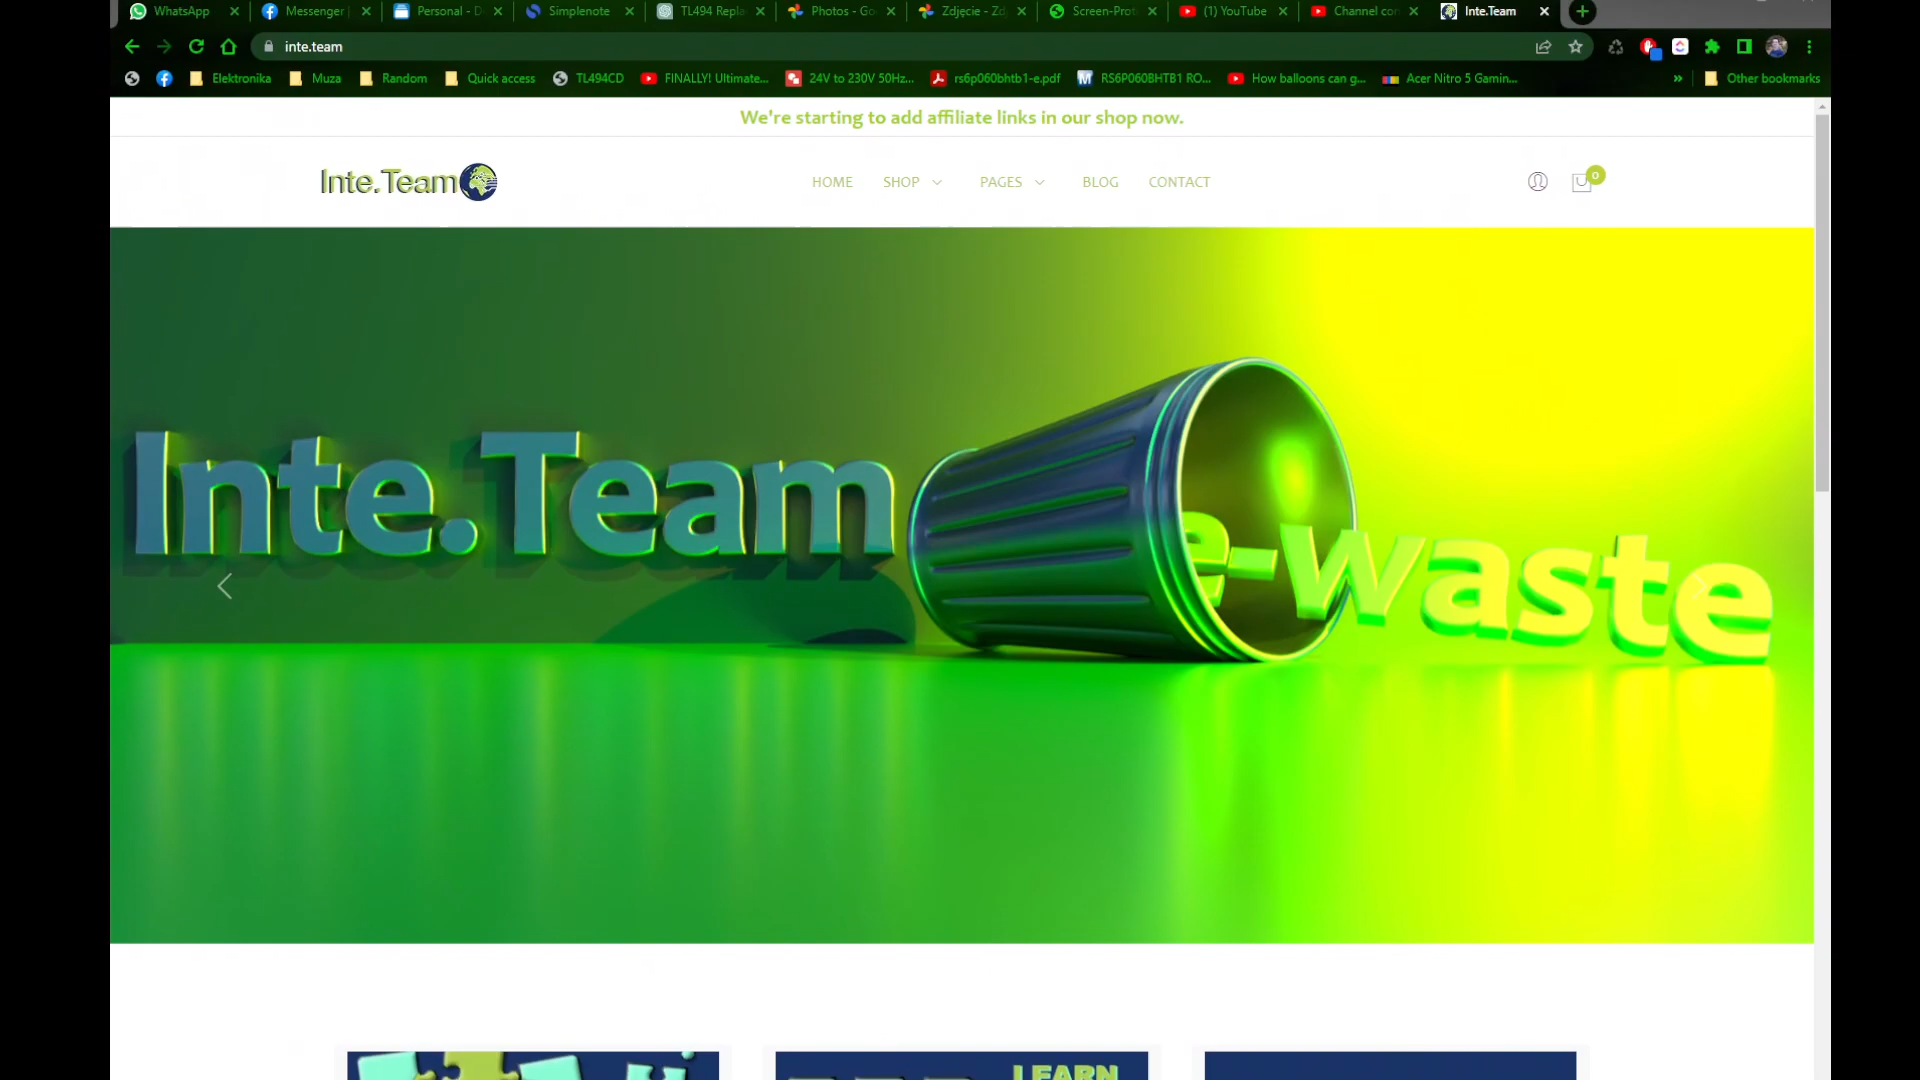 WhatsApp
Messenger
Personal - D
Simplenote
TL494 Repla
Photos - Go
Zdjęcie - Zd
Screen-Prot
(1) YouTube
Channel con
Inte.Team
inte.team
Elektronika
Muza
Random
Quick access
TL494CD
FINALLY! Ultimate...
24V to 230V 50Hz...
rs6p060bhtb1-e.pdf
RS6P060BHTB1 RO...
How balloons can g...
Acer Nitro 5 Gamin...
»
Other bookmarks
We're starting to add affiliate links in our shop now.
Inte.Team
HOME
SHOP
PAGES
BLOG
CONTACT
0
Inte.Team
e-waste
LEARN